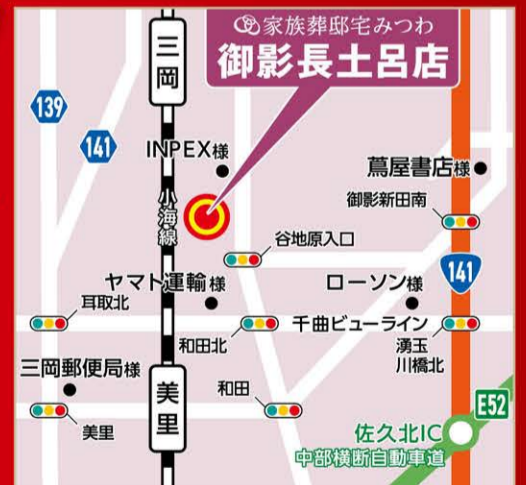 家族葬邸宅みつわ
御影長土呂店
三岡
139
141
INPEX様
蔦屋書店様
小海線
御影新田南
谷地原入口
141
ヤマト運輸様
ローソン様
耳取北
和田北
千曲ビューライン
湧玉
川橋北
三岡郵便局様
美里
和田
美里
E52
佐久北IC
中部横断自動車道